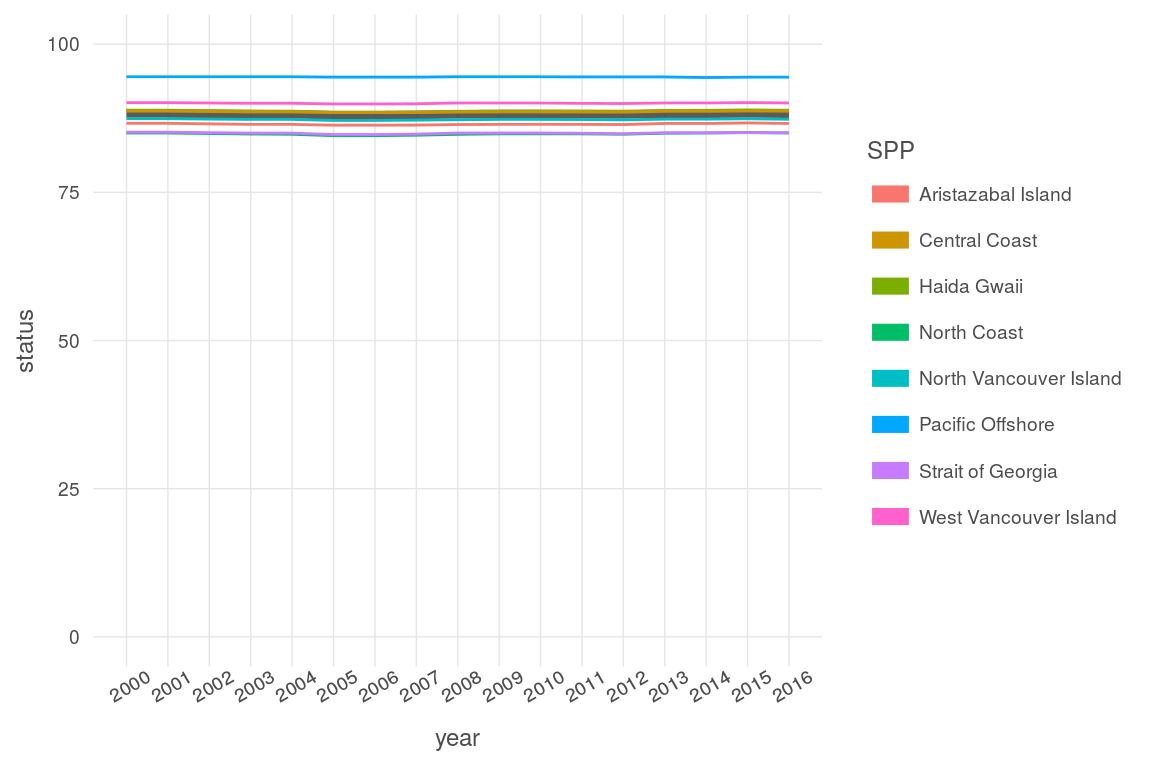 100
75
50
25
0
status
2000
2001
2002
2003
2004
2005
2006
2007
2008
2009
2010
2011
2012
2013
2014
2015
2016
year
SPP
Aristazabal Island
Central Coast
Haida Gwaii
North Coast
North Vancouver Island
Pacific Offshore
Strait of Georgia
West Vancouver Island